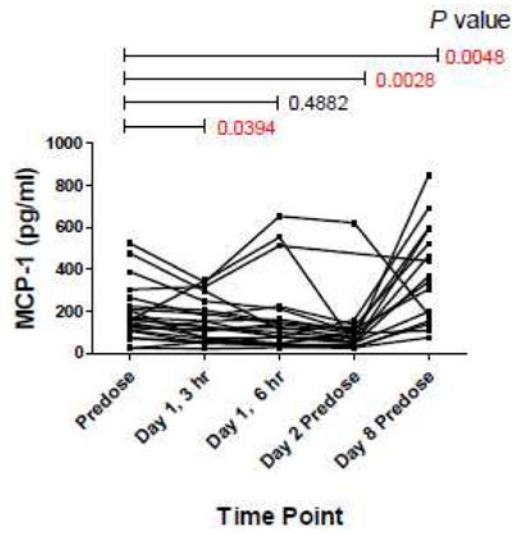 P value
0.0048
0.0028
0.4882
0.0394
MCP-1 (pg/ml)
1000
800
600
400
200
0
Predose
Day 1, 3 hr
Day 1, 6 hr
Day 2 Predose
Day 8 Predose
Time Point